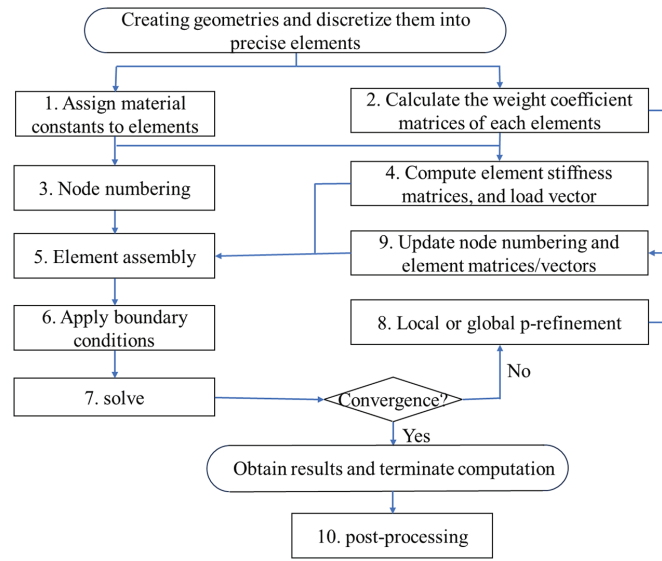 Creating geometries and discretize them into
precise elements
1. Assign material
constants to elements
2. Calculate the weight coefficient
matrices of each elements
3. Node numbering
4. Compute element stiffness
matrices, and load vector
5. Element assembly
9. Update node numbering and
element matrices/vectors
6. Apply boundary
conditions
8. Local or global p-refinement
No
7. solve
Convergence?
Yes
Obtain results and terminate computation
10. post-processing